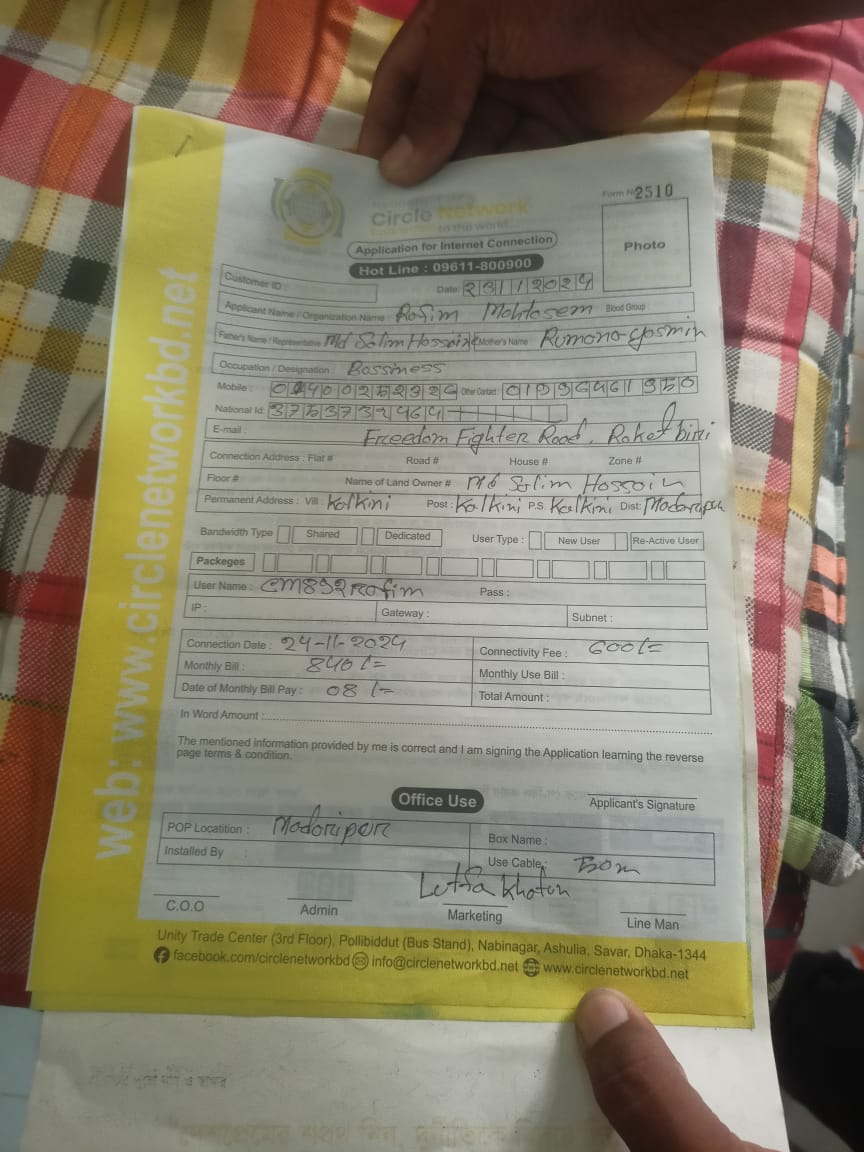 Form No 2510
Circle Network
to the world
Application for Internet Connection
Photo
Hot Line : 09611-800900
Customer ID :
Date: 23112024
Applicant Name / Organization Name : Rafim Mohtasem Blood Group :
Father's Name / Representative Md Salim Hossain Mother's Name : Rumona Yasmin
Occupation / Designation : Bassiness
Mobile : Other Contact :
National Id: 3753732464
E-mail :
Freedom Fighter Road.
Connection Address : Flat # Road # House # Zone #
Floor # Name of Land Owner # Md Salim Hossain
Permanent Address : Vill Kalkini Post : Kalkini P.S. Kalkini Dist: Madaripur
Bandwidth Type Shared Dedicated User Type : New User Re-Active User
Packeges
User Name : CM892rafim Pass :
IP : Gateway : Subnet :
Connection Date : 24-11-2024 Connectivity Fee : 600/=
Monthly Bill : 840/= Monthly Use Bill :
Date of Monthly Bill Pay : 08 /= Total Amount :
In Word Amount :
The mentioned information provided by me is correct and I am signing the Application learning the reverse
page terms & condition.
Applicant's Signature
Office Use
POP Locatition : Madaripur Box Name :
Installed By : Use Cable : 50m
Lutfa Khatun
C.O.O Admin Marketing Line Man
Unity Trade Center (3rd Floor), Pollibiddut (Bus Stand), Nabinagar, Ashulia, Savar, Dhaka-1344
facebook.com/circlenetworkbd info@circlenetworkbd.net www.circlenetworkbd.net
web: www.circlenetworkbd.net